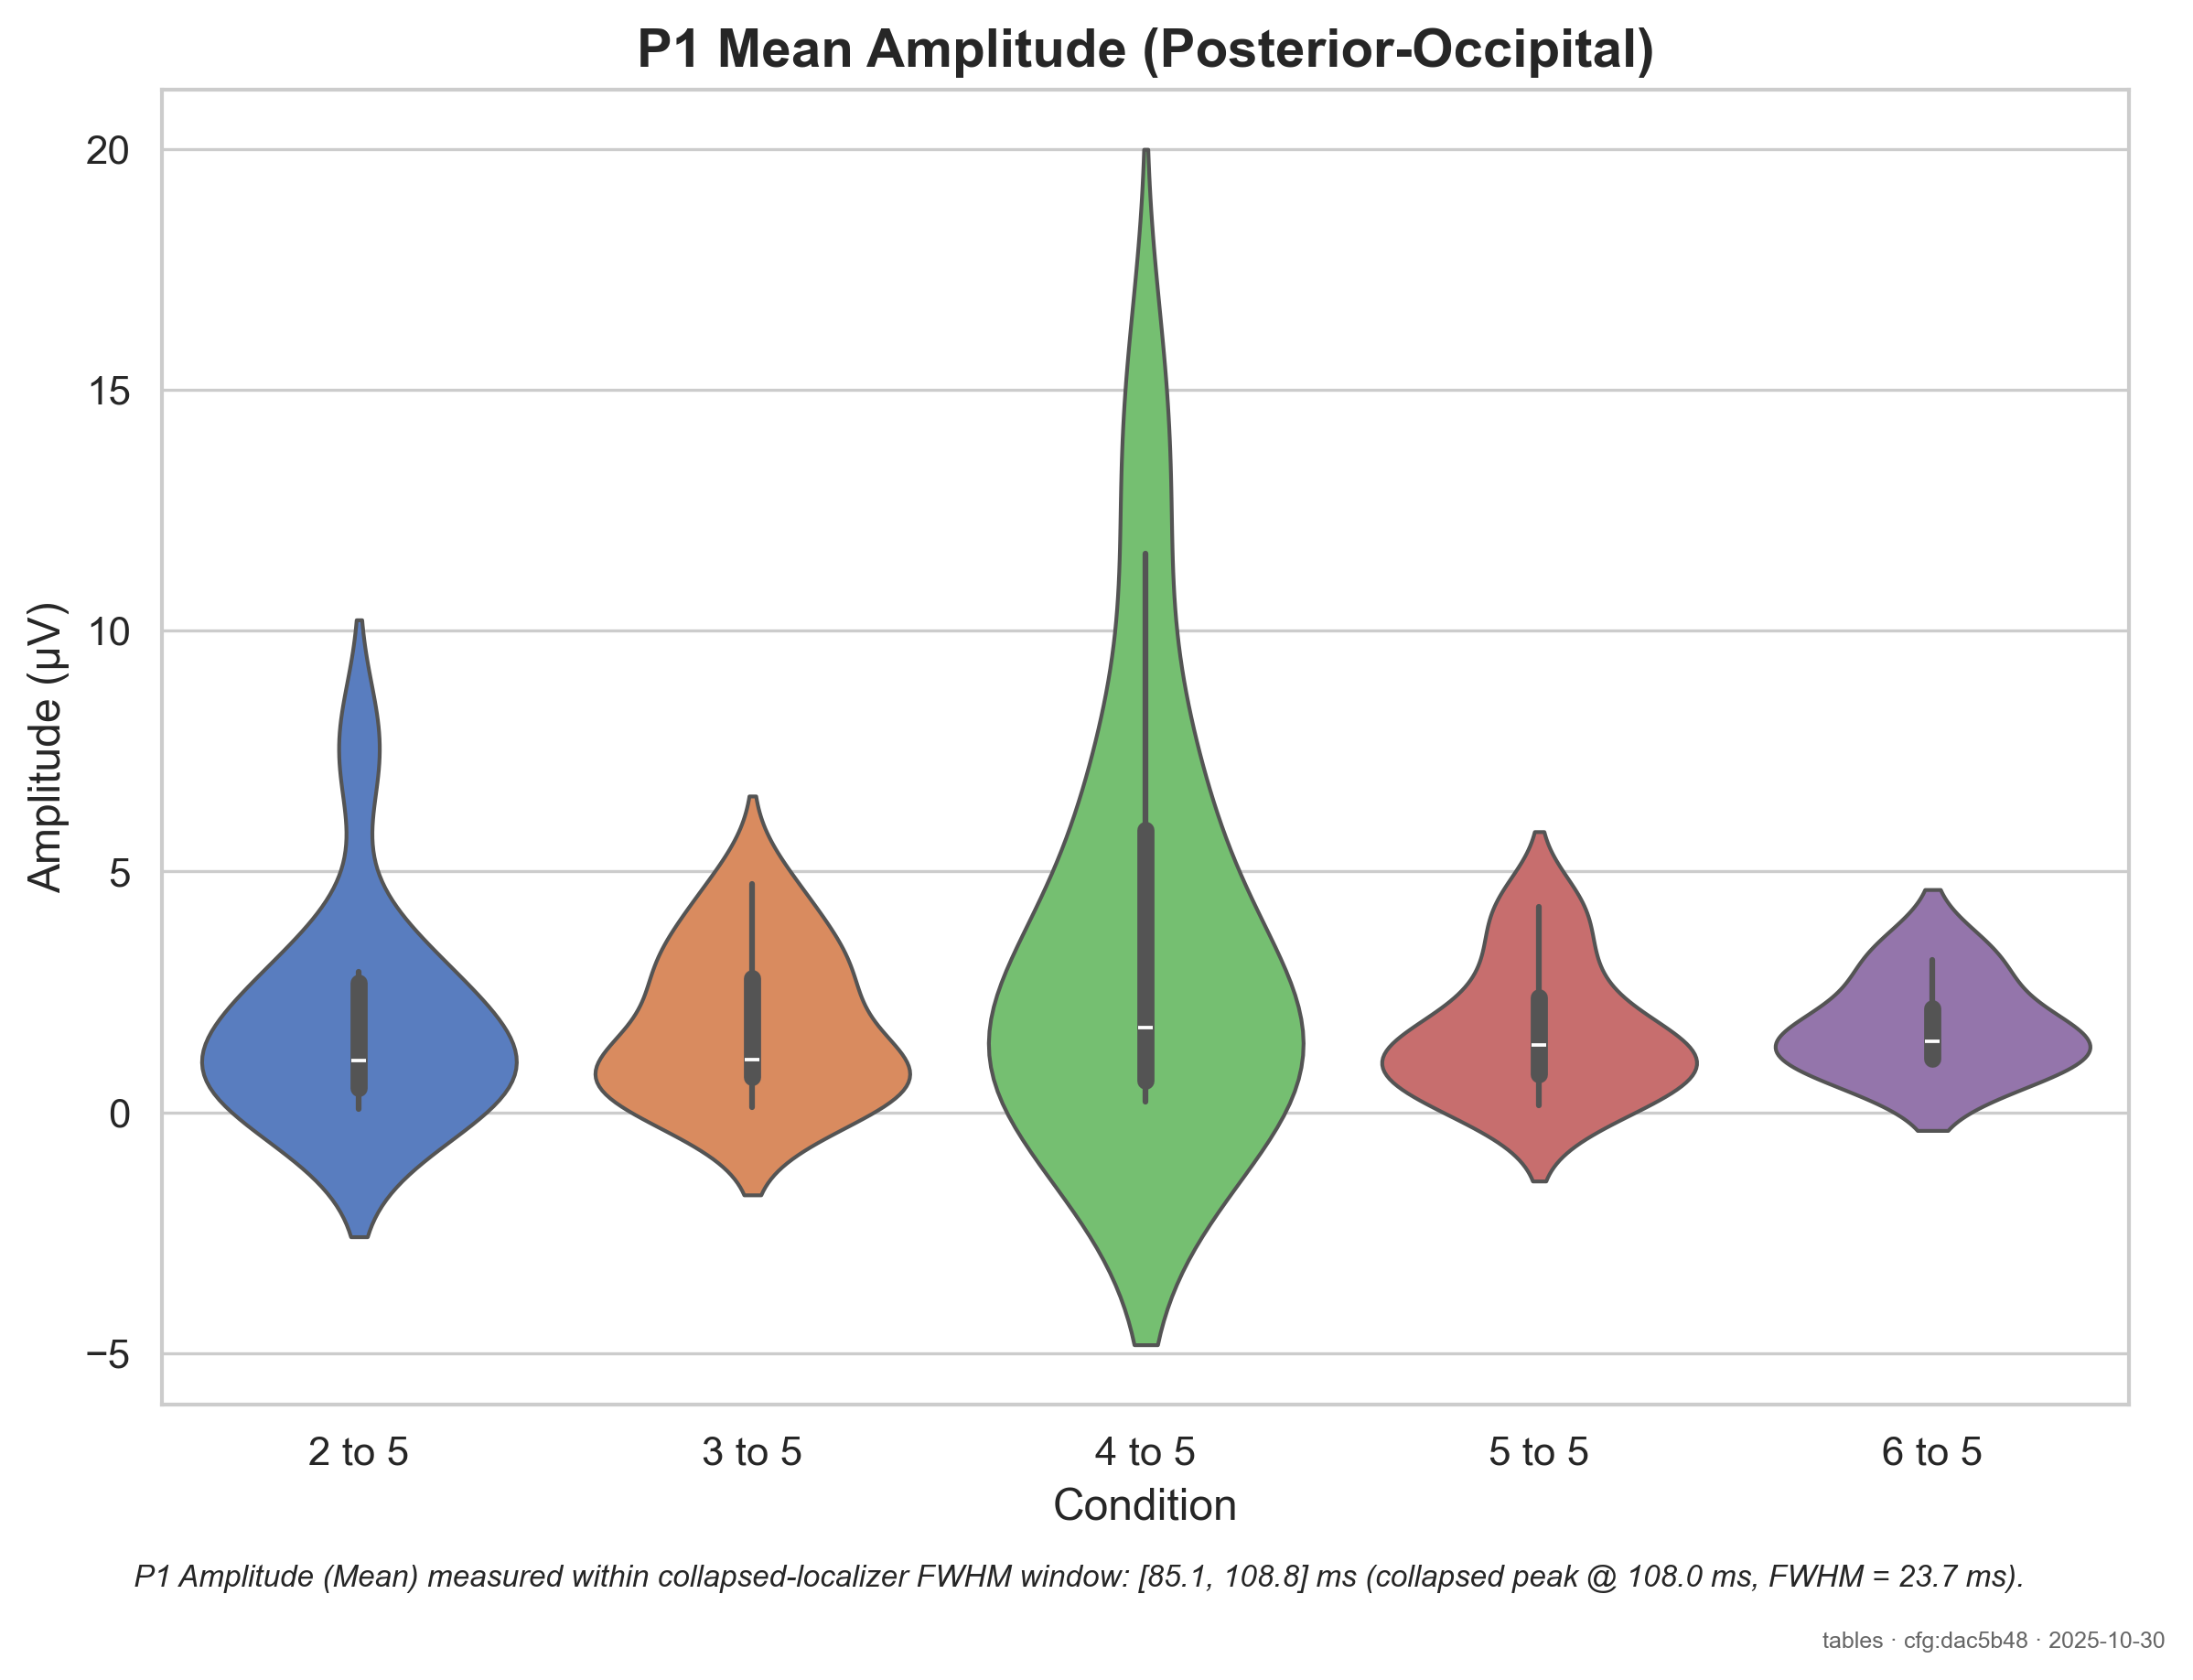 P1 Mean Amplitude (Posterior-Occipital)
Amplitude (µV)
20
15
10
5
0
−5
2 to 5
3 to 5
4 to 5
5 to 5
6 to 5
Condition
P1 Amplitude (Mean) measured within collapsed-localizer FWHM window: [85.1, 108.8] ms (collapsed peak @ 108.0 ms, FWHM = 23.7 ms).
tables · cfg:dac5b48 · 2025-10-30